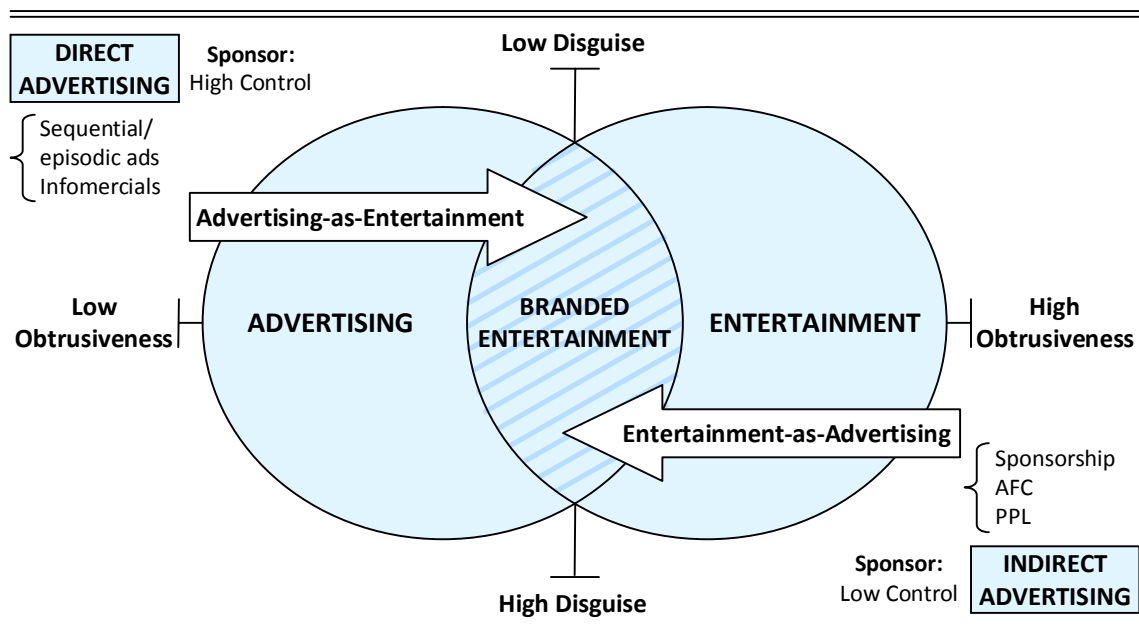 DIRECT
ADVERTISING
Sponsor:
High Control
Low Disguise
Sequential/
episodic ads
Infomercials
Advertising-as-Entertainment
Low
Obtrusiveness
ADVERTISING
BRANDED
ENTERTAINMENT
ENTERTAINMENT
High
Obtrusiveness
Entertainment-as-Advertising
Sponsorship
AFC
PPL
High Disguise
Sponsor:
Low Control
INDIRECT
ADVERTISING